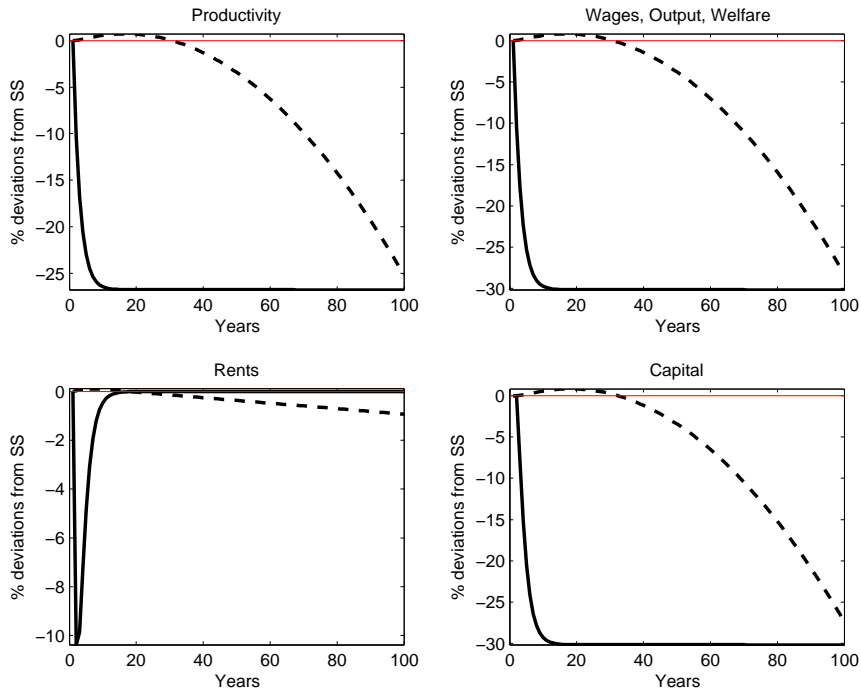 Productivity
% deviations from SS
0
−5
−10
−15
−20
−25
0 20 40 60 80 100
Years
Wages, Output, Welfare
% deviations from SS
0
−5
−10
−15
−20
−25
−30
0 20 40 60 80 100
Years
Rents
% deviations from SS
0
−2
−4
−6
−8
−10
0 20 40 60 80 100
Years
Capital
% deviations from SS
0
−5
−10
−15
−20
−25
−30
0 20 40 60 80 100
Years